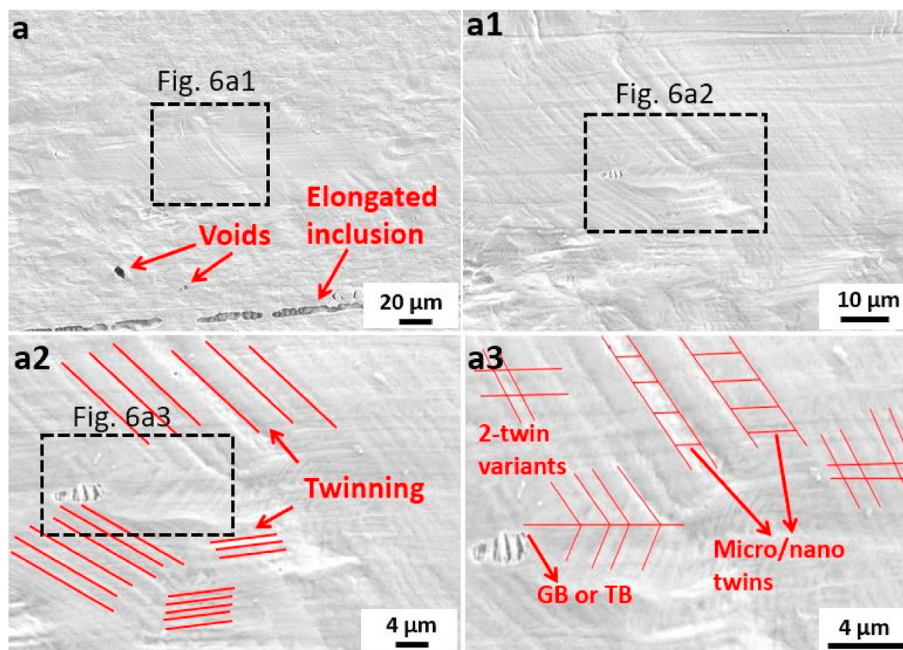 a
Fig. 6a1
Voids
Elongated
inclusion
20 µm
a1
Fig. 6a2
10 µm
a2
Fig. 6a3
Twinning
4 µm
a3
2-twin
variants
GB or TB
Micro/nano
twins
4 µm